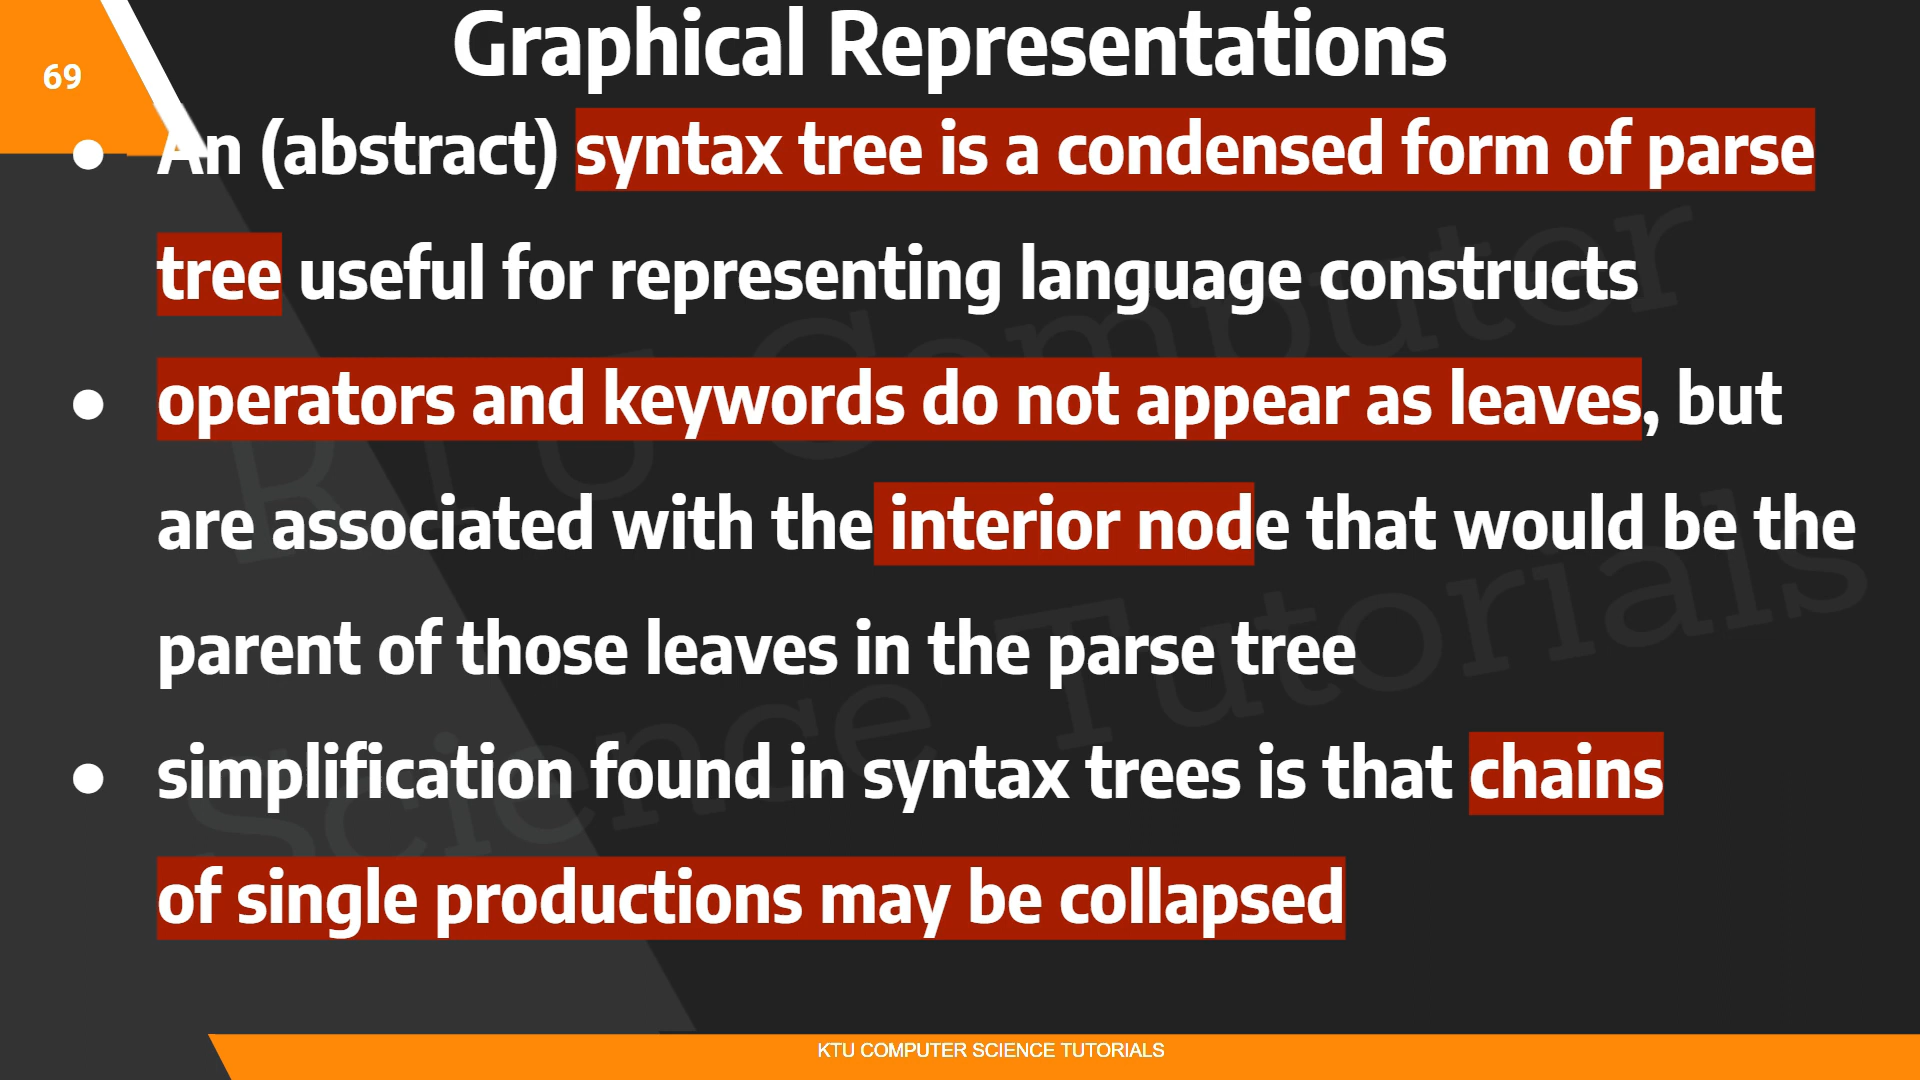 69
Graphical Representations
● An (abstract) syntax tree is a condensed form of parse
tree useful for representing language constructs
● operators and keywords do not appear as leaves, but
are associated with the interior node that would be the
parent of those leaves in the parse tree
● simplification found in syntax trees is that chains
of single productions may be collapsed
KTU COMPUTER SCIENCE TUTORIALS
Computer
Science Tutorials